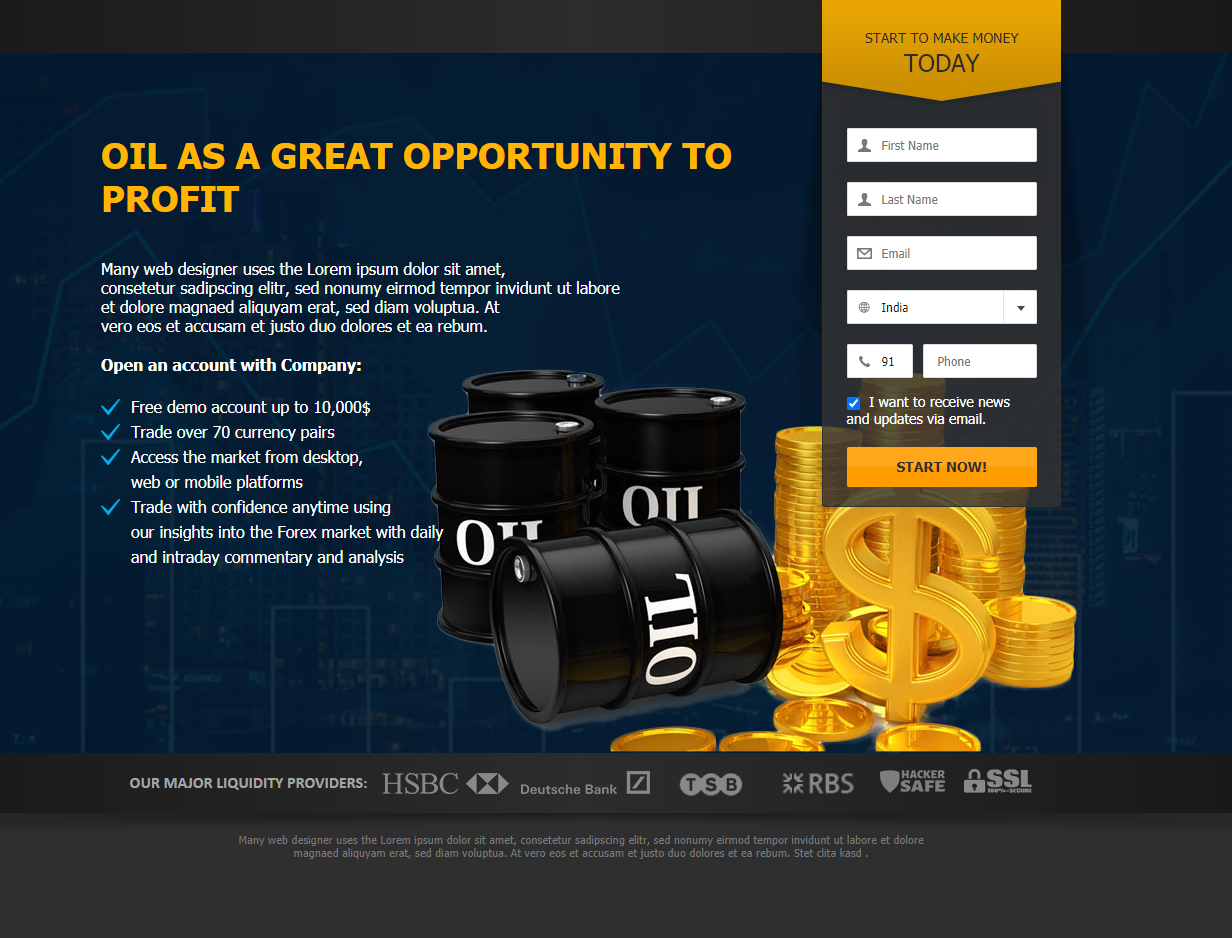 START TO MAKE MONEY
TODAY
OIL AS A GREAT OPPORTUNITY TO
PROFIT
Many web designer uses the Lorem ipsum dolor sit amet,
consetetur sadipscing elitr, sed nonumy eirmod tempor invidunt ut labore
et dolore magnaed aliquyam erat, sed diam voluptua. At
vero eos et accusam et justo duo dolores et ea rebum.
Open an account with Company:
Free demo account up to 10,000$
Trade over 70 currency pairs
Access the market from desktop,
web or mobile platforms
Trade with confidence anytime using
our insights into the Forex market with daily
and intraday commentary and analysis
First Name
Last Name
Email
India
91 Phone
I want to receive news
and updates via email.
START NOW!
OIL
OIL
OIL
$
OUR MAJOR LIQUIDITY PROVIDERS: HSBC Deutsche Bank TSB RBS HACKER SAFE SSL 100%-SECURE
Many web designer uses the Lorem ipsum dolor sit amet, consetetur sadipscing elitr, sed nonumy eirmod tempor invidunt ut labore et dolore
magnaed aliquyam erat, sed diam voluptua. At vero eos et accusam et justo duo dolores et ea rebum. Stet clita kasd .